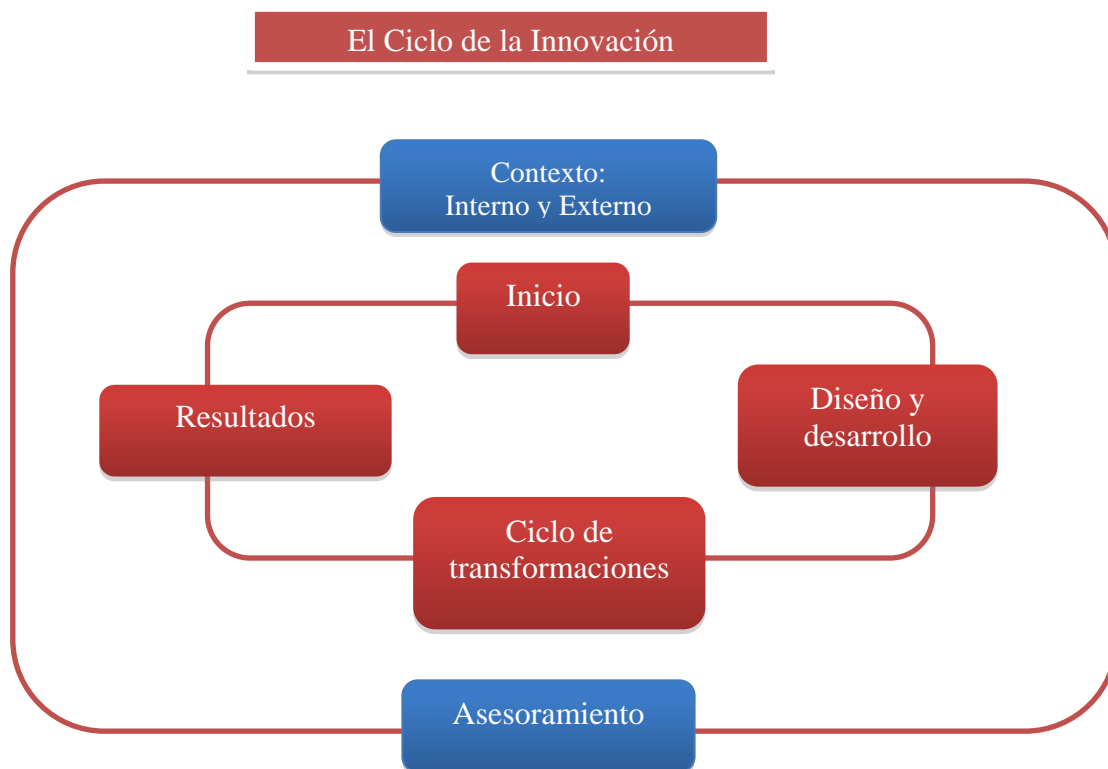 El Ciclo de la Innovación
Contexto:
Interno y Externo
Inicio
Resultados
Diseño y
desarrollo
Ciclo de
transformaciones
Asesoramiento